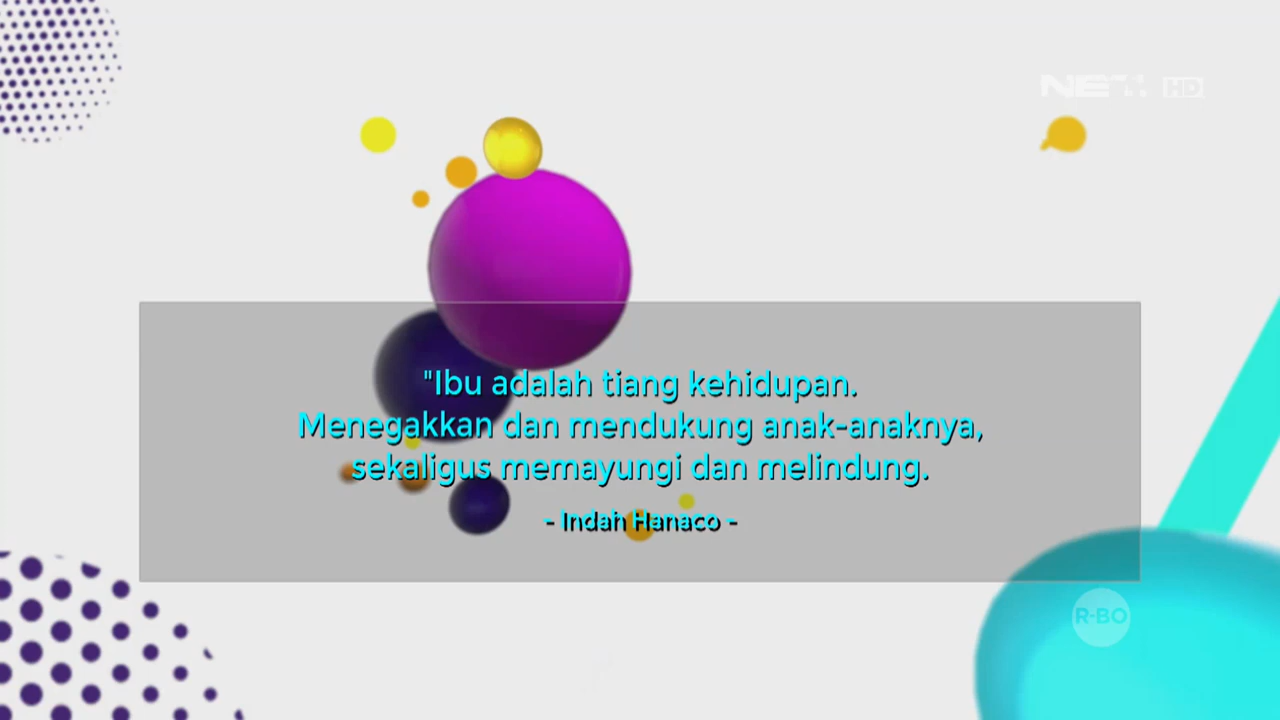 NET. HD
"Ibu adalah tiang kehidupan.
Menegakkan dan mendukung anak-anaknya,
sekaligus memayungi dan melindung.
- Indah Hanaco -
R-BO